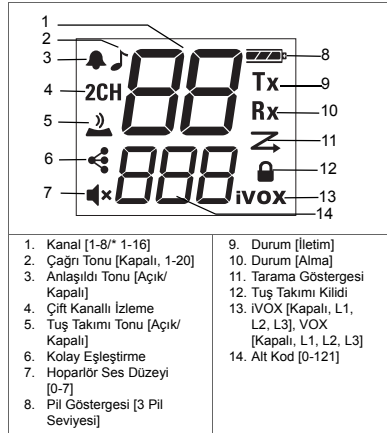 1
2
3
4
5
6
7
88
2CH
888
Tx
Rx
iVOX
8
9
10
11
12
13
14
1. Kanal [1-8/* 1-16]
2. Çağrı Tonu [Kapalı, 1-20]
3. Anlaşıldı Tonu [Açık/
Kapalı]
4. Çift Kanallı İzleme
5. Tuş Takımı Tonu [Açık/
Kapalı]
6. Kolay Eşleştirme
7. Hoparlör Ses Düzeyi
[0-7]
8. Pil Göstergesi [3 Pil
Seviyesi]
9. Durum [İletim]
10. Durum [Alma]
11. Tarama Göstergesi
12. Tuş Takımı Kilidi
13. iVOX [Kapalı, L1,
L2, L3], VOX
[Kapalı, L1, L2, L3]
14. Alt Kod [0-121]